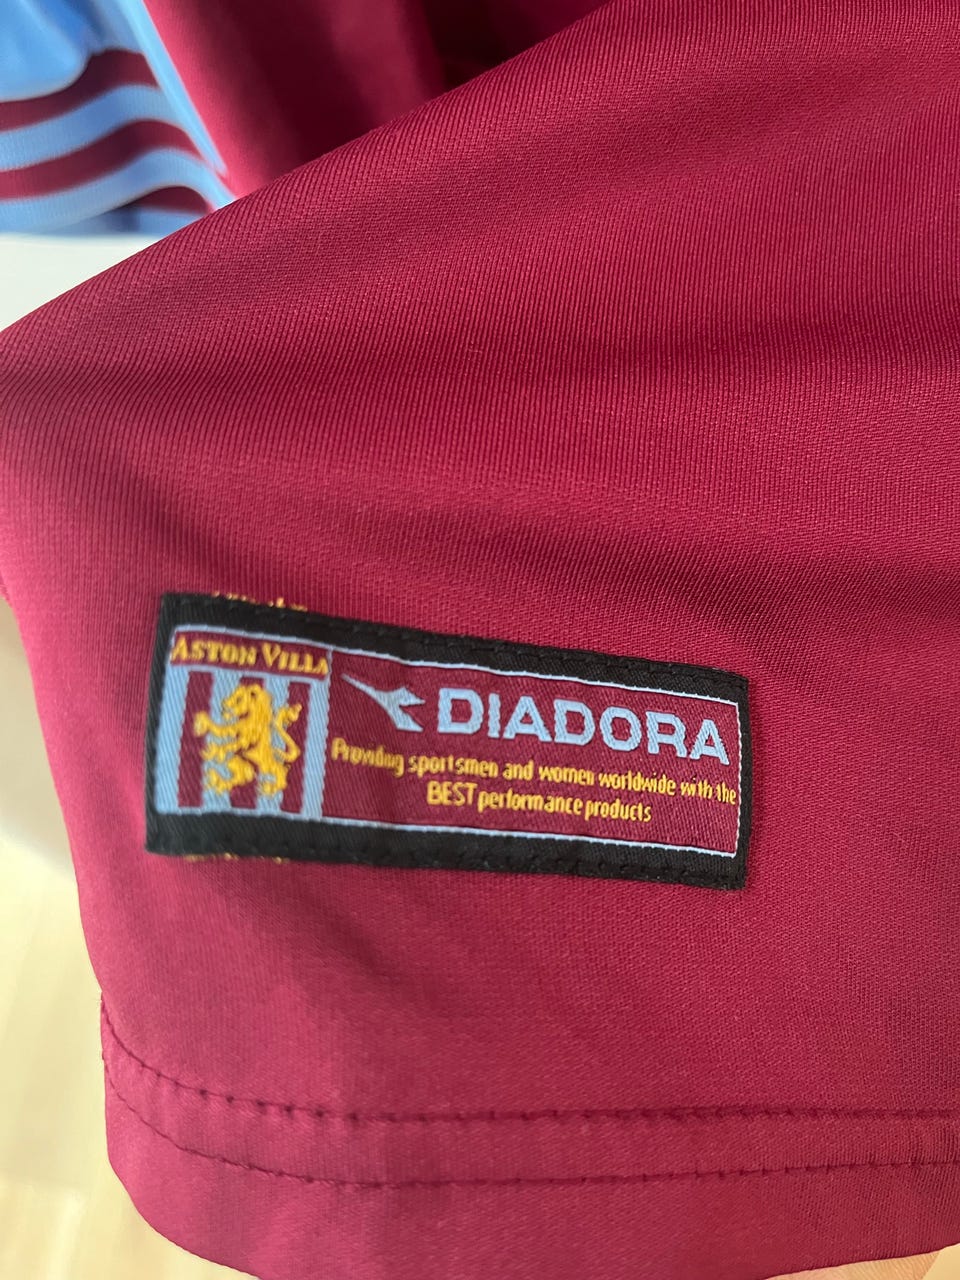 ASTON VILLA
DIADORA
Providing sportsmen and women worldwide with the
BEST performance products